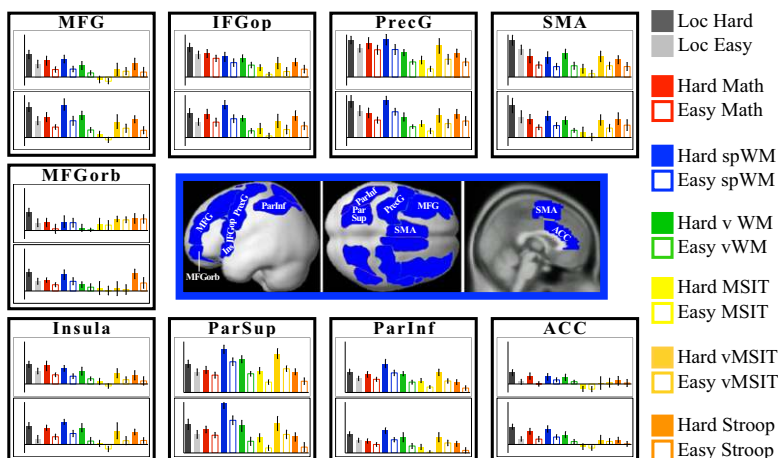 MFG
IFGop
PrecG
SMA
Loc Hard
Loc Easy
Hard Math
Easy Math
Hard spWM
Easy spWM
Hard v WM
Easy vWM
Hard MSIT
Easy MSIT
Hard vMSIT
Easy vMSIT
Hard Stroop
Easy Stroop
MFGorb
MFG
Ins
IFGop
PrecG
ParInf
MFGorb
ParInf
Par
Sup
PrecG
MFG
SMA
SMA
ACC
Insula
ParSup
ParInf
ACC